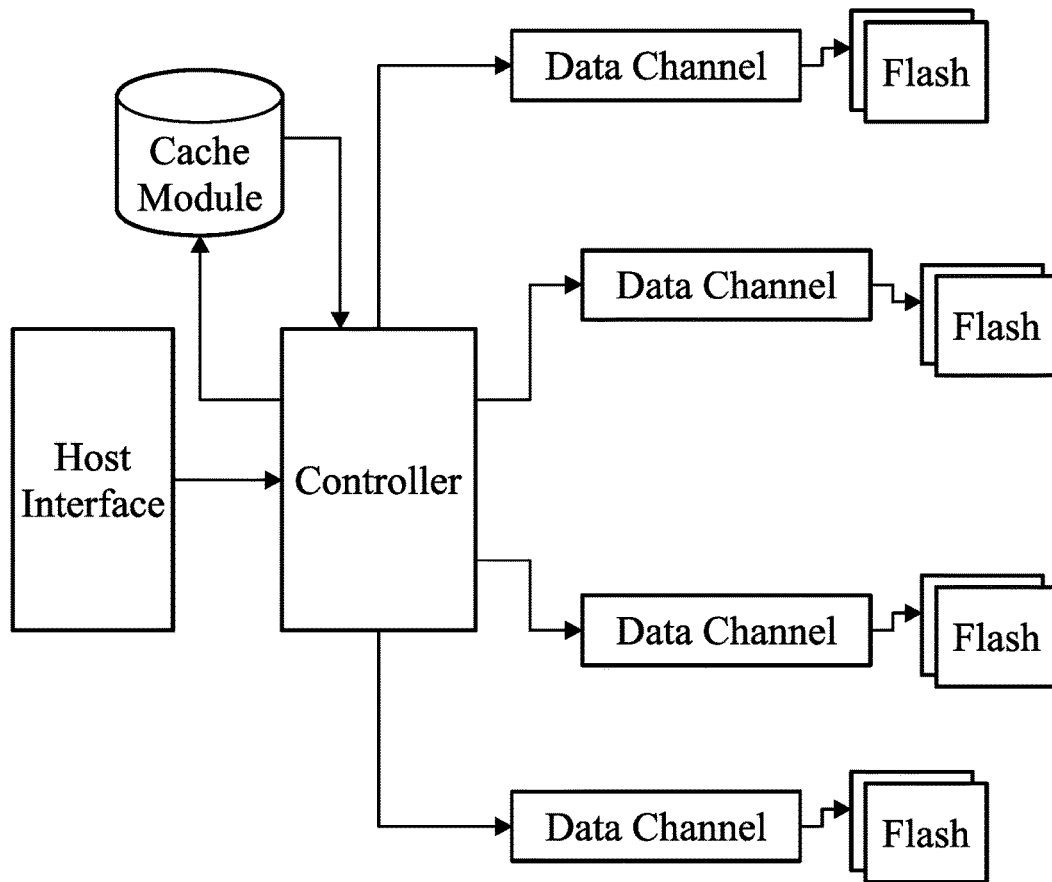 Data Channel
Flash
Cache
Module
Data Channel
Flash
Host
Interface
Controller
Data Channel
Flash
Data Channel
Flash